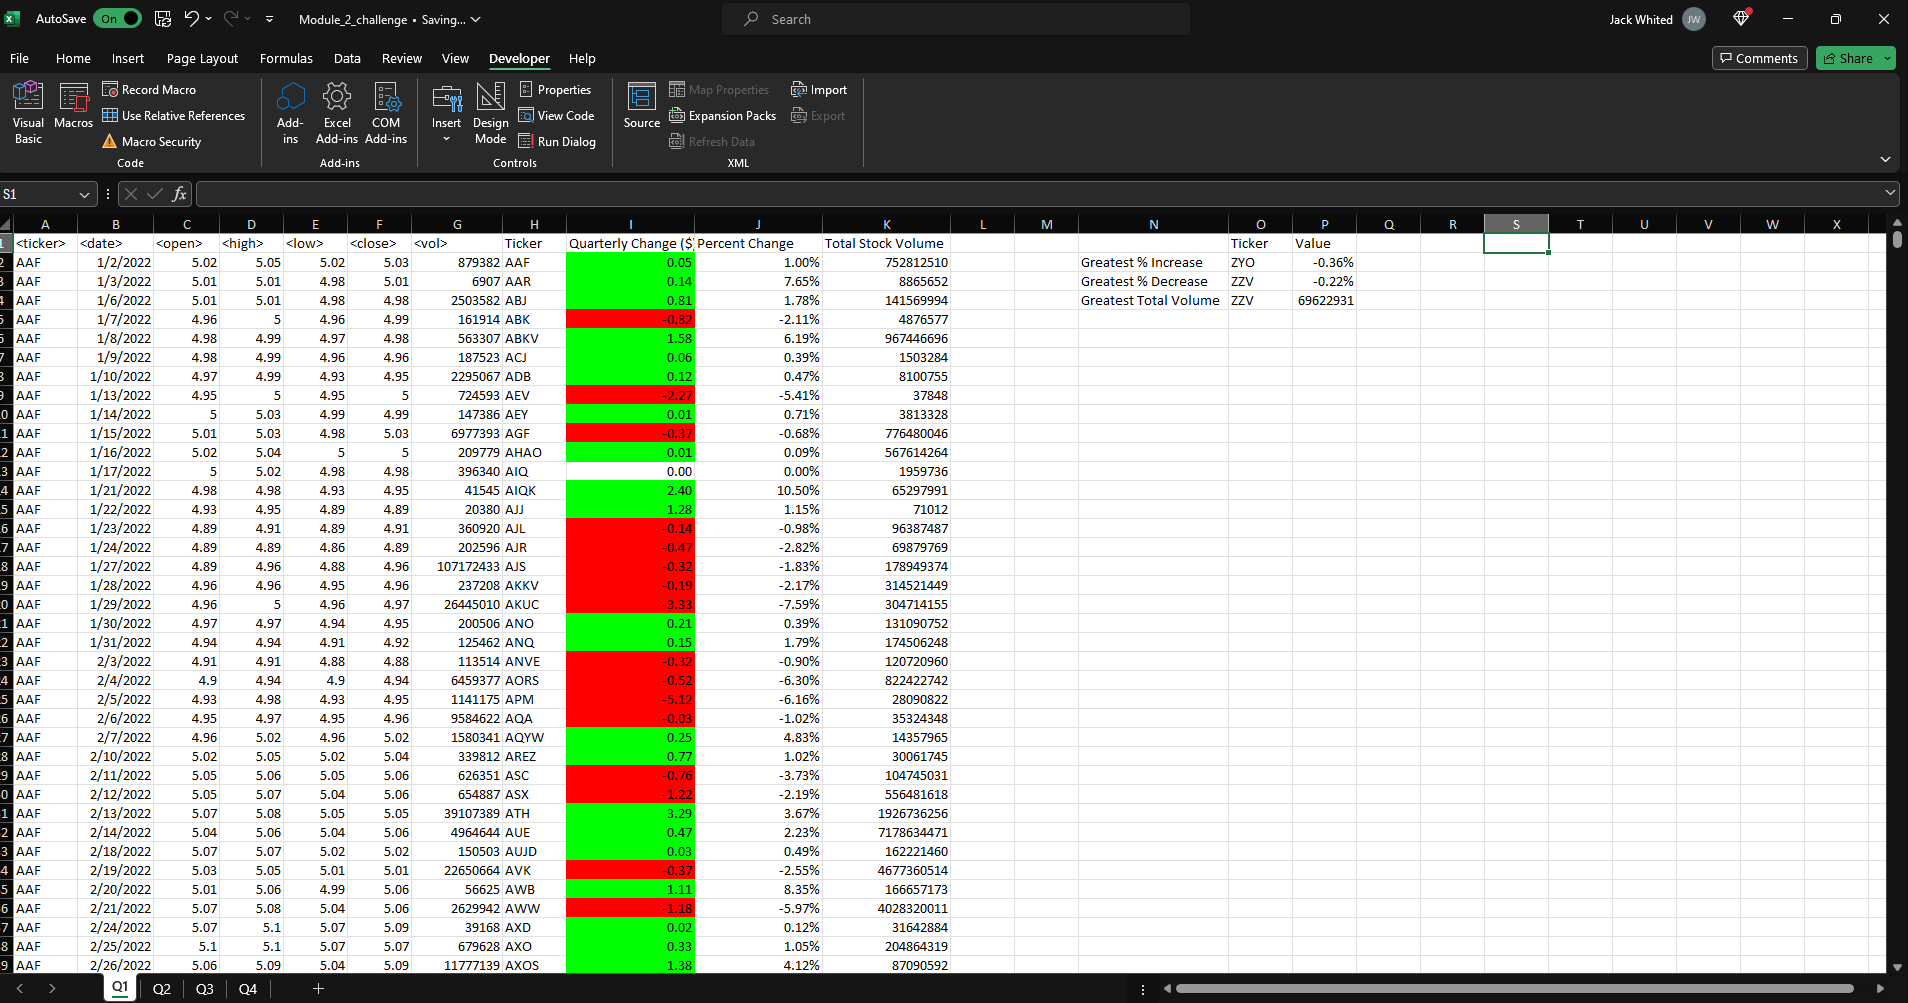 AutoSave On Module_2_challenge • Saving... Search Jack Whited JW
File Home Insert Page Layout Formulas Data Review View Developer Help Comments Share
Visual Basic Macros Record Macro Use Relative References Macro Security Code
Add-ins Excel Add-ins COM Add-ins Add-ins
Insert Design Mode Properties View Code Run Dialog Controls
Source Map Properties Expansion Packs Refresh Data Import Export XML
S1 fx
A B C D E F G H I J K L M N O P Q R S T U V W X
<ticker> <date> <open> <high> <low> <close> <vol> Ticker Quarterly Change ($) Percent Change Total Stock Volume Ticker Value
AAF 1/2/2022 5.02 5.05 5.02 5.03 879382 AAF 0.05 1.00% 752812510 Greatest % Increase ZYO -0.36%
AAF 1/3/2022 5.01 5.01 4.98 5.01 6907 AAR 0.14 7.65% 8865652 Greatest % Decrease ZZV -0.22%
AAF 1/6/2022 5.01 5.01 4.98 4.98 2503582 ABJ 0.81 1.78% 141569994 Greatest Total Volume ZZV 69622931
AAF 1/7/2022 4.96 5 4.96 4.99 161914 ABK -0.82 -2.11% 4876577
AAF 1/8/2022 4.98 4.99 4.97 4.98 563307 ABKV 1.58 6.19% 967446696
AAF 1/9/2022 4.98 4.99 4.96 4.96 187523 ACJ 0.06 0.39% 1503284
AAF 1/10/2022 4.97 4.99 4.93 4.95 2295067 ADB 0.12 0.47% 8100755
AAF 1/13/2022 4.95 5 4.95 5 724593 AEV -2.27 -5.41% 37848
AAF 1/14/2022 5 5.03 4.99 4.99 147386 AEY 0.01 0.71% 3813328
AAF 1/15/2022 5.01 5.03 4.98 5.03 6977393 AGF -0.37 -0.68% 776480046
AAF 1/16/2022 5.02 5.04 5 5 209779 AHAO 0.01 0.09% 567614264
AAF 1/17/2022 5 5.02 4.98 4.98 396340 AIQ 0.00 0.00% 1959736
AAF 1/21/2022 4.98 4.98 4.93 4.95 41545 AIQK 2.40 10.50% 65297991
AAF 1/22/2022 4.93 4.95 4.89 4.89 20380 AJJ 1.28 1.15% 71012
AAF 1/23/2022 4.89 4.91 4.89 4.91 360920 AJL -0.14 -0.98% 96387487
AAF 1/24/2022 4.89 4.89 4.86 4.89 202596 AJR -0.47 -2.82% 69879769
AAF 1/27/2022 4.89 4.96 4.88 4.96 107172433 AJS -0.32 -1.83% 178949374
AAF 1/28/2022 4.96 4.96 4.95 4.96 237208 AKKV -0.19 -2.17% 314521449
AAF 1/29/2022 4.96 5 4.96 4.97 26445010 AKUC -3.33 -7.59% 304714155
AAF 1/30/2022 4.97 4.97 4.94 4.95 200506 ANO 0.21 0.39% 131090752
AAF 1/31/2022 4.94 4.94 4.91 4.92 125462 ANQ 0.15 1.79% 174506248
AAF 2/3/2022 4.91 4.91 4.88 4.88 113514 ANVE -0.32 -0.90% 120720960
AAF 2/4/2022 4.9 4.94 4.9 4.94 6459377 AORS -0.52 -6.30% 822422742
AAF 2/5/2022 4.93 4.98 4.93 4.95 1141175 APM -5.12 -6.16% 28090822
AAF 2/6/2022 4.95 4.97 4.95 4.96 9584622 AQA -0.03 -1.02% 35324348
AAF 2/7/2022 4.96 5.02 4.96 5.02 1580341 AQYW 0.25 4.83% 14357965
AAF 2/10/2022 5.02 5.05 5.02 5.04 339812 AREZ 0.77 1.02% 30061745
AAF 2/11/2022 5.05 5.06 5.05 5.06 626351 ASC -0.76 -3.73% 104745031
AAF 2/12/2022 5.05 5.07 5.04 5.06 654887 ASX -1.22 -2.19% 556481618
AAF 2/13/2022 5.07 5.08 5.05 5.05 39107389 ATH 3.29 3.67% 1926736256
AAF 2/14/2022 5.04 5.06 5.04 5.06 4964644 AUE 0.47 2.23% 7178634471
AAF 2/18/2022 5.07 5.07 5.02 5.02 150503 AUJD 0.03 0.49% 162221460
AAF 2/19/2022 5.03 5.05 5.01 5.01 22650664 AVK -0.37 -2.55% 4677360514
AAF 2/20/2022 5.01 5.06 4.99 5.06 56625 AWB 1.11 8.35% 166657173
AAF 2/21/2022 5.07 5.08 5.04 5.06 2629942 AWW -1.18 -5.97% 4028320011
AAF 2/24/2022 5.07 5.1 5.07 5.09 39168 AXD 0.02 0.12% 31642884
AAF 2/25/2022 5.1 5.1 5.07 5.07 679628 AXO 0.33 1.05% 204864319
AAF 2/26/2022 5.06 5.09 5.04 5.09 11777139 AXOS 1.38 4.12% 87090592
Q1 Q2 Q3 Q4